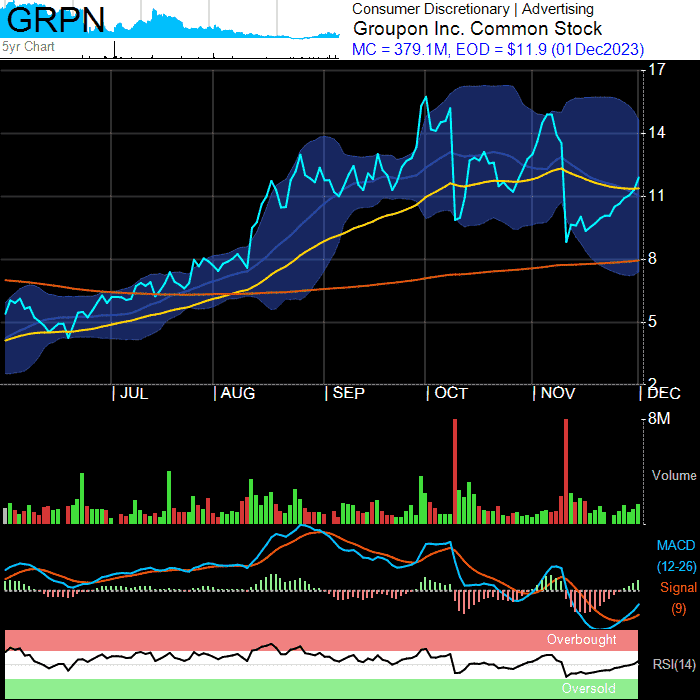 GRPN
5yr Chart
Consumer Discretionary | Advertising
Groupon Inc. Common Stock
MC = 379.1M, EOD = $11.9 (01Dec2023)
17
14
11
8
5
2
JUL AUG SEP OCT NOV DEC
8M
Volume
MACD
(12-26)
Signal
(9)
Overbought
RSI(14)
Oversold